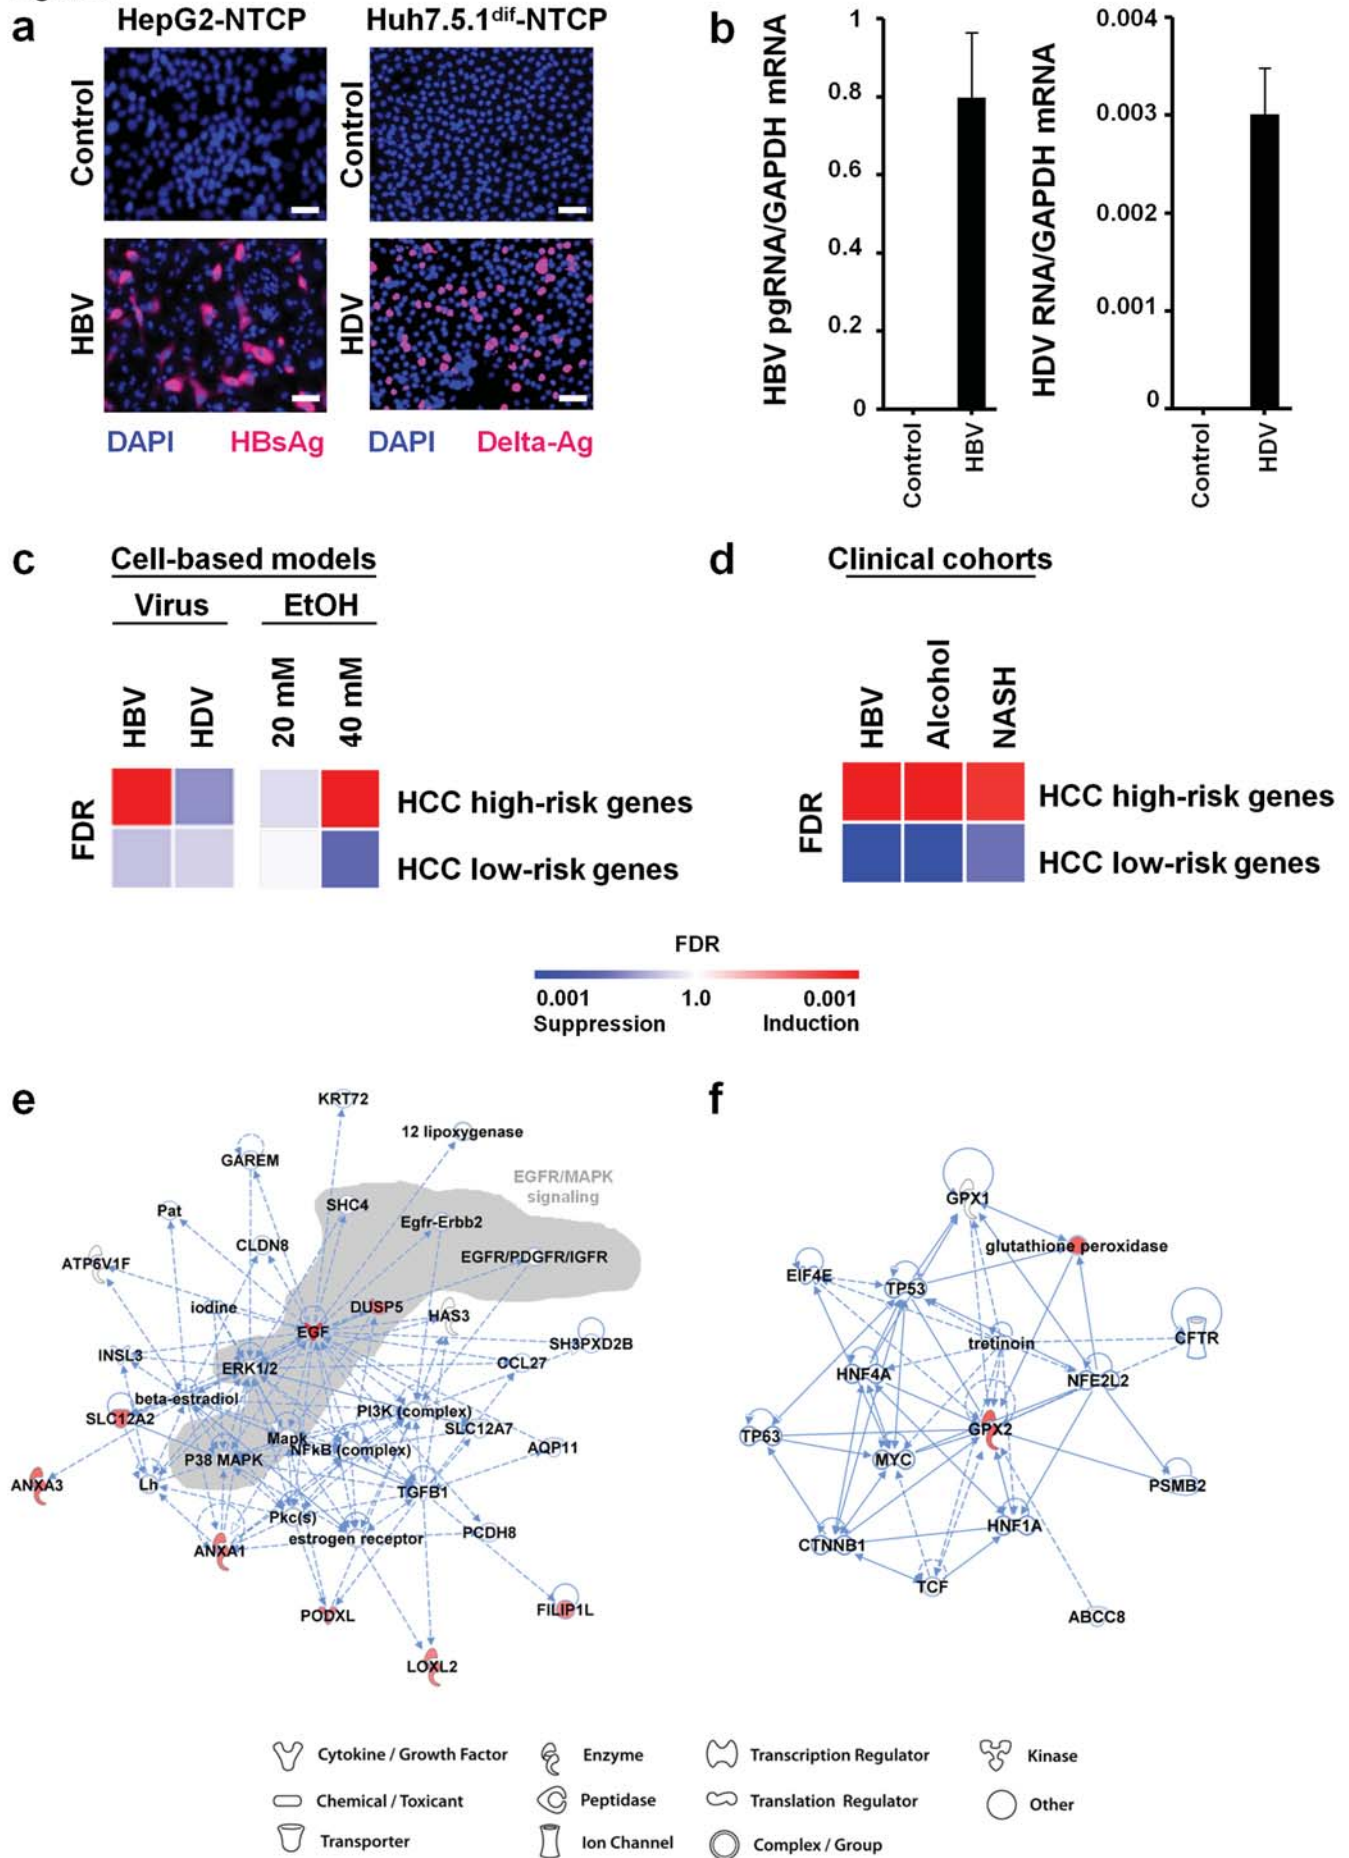 a
HepG2-NTCP
Huh7.5.1dif-NTCP
Control
Control
HBV
HDV
DAPI
HBsAg
DAPI
Delta-Ag
b
HBV pgRNA/GAPDH mRNA
1
0.8
0.6
0.4
0.2
0
Control
HBV
HDV RNA/GAPDH mRNA
0.004
0.003
0.002
0.001
0
Control
HDV
c
Cell-based models
Virus
EtOH
HBV
HDV
20 mM
40 mM
FDR
HCC high-risk genes
HCC low-risk genes
d
Clinical cohorts
HBV
Alcohol
NASH
FDR
HCC high-risk genes
HCC low-risk genes
FDR
0.001
1.0
0.001
Suppression
Induction
e
KRT72
12 lipoxygenase
GAREM
EGFR/MAPK
signaling
SHC4
Pat
Egfr-Erbb2
CLDN8
EGFR/PDGFR/IGFR
ATP6V1F
iodine
DUSP5
HAS3
EGF
SH3PXD2B
INSL3
CCL27
ERK1/2
beta-estradiol
PI3K (complex)
SLC12A2
SLC12A7
Mapk
NFkB (complex)
AQP11
P38 MAPK
ANXA3
Lh
TGFB1
Pkc(s)
estrogen receptor
PCDH8
ANXA1
PODXL
FILIP1L
LOXL2
f
GPX1
glutathione peroxidase
EIF4E
TP53
tretinoin
CFTR
HNF4A
NFE2L2
TP63
GPX2
MYC
PSMB2
HNF1A
CTNNB1
TCF
ABCC8
Cytokine / Growth Factor
Enzyme
Transcription Regulator
Kinase
Chemical / Toxicant
Peptidase
Translation Regulator
Other
Transporter
Ion Channel
Complex / Group